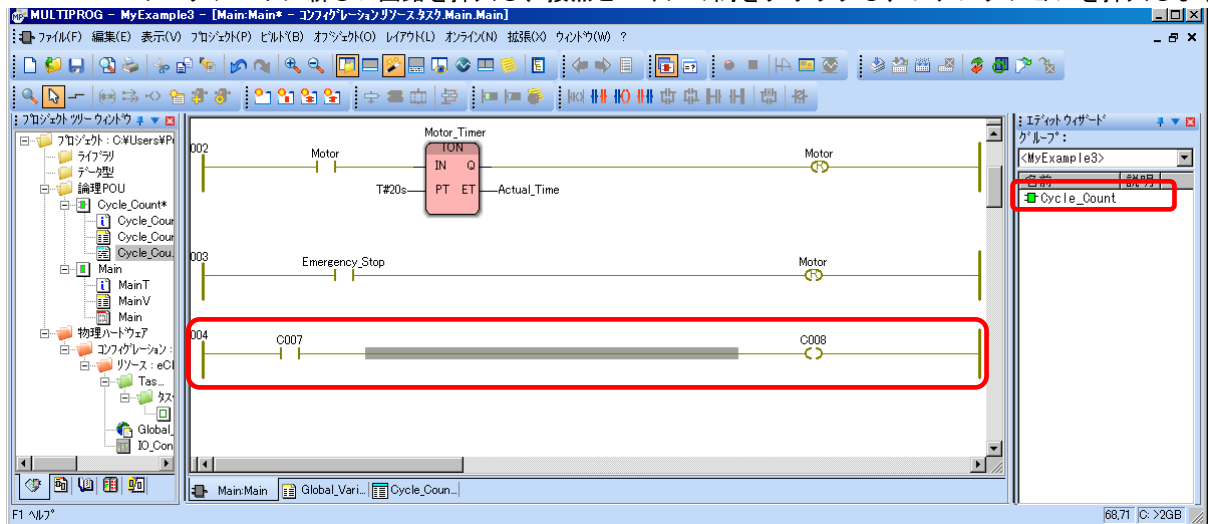 MULTIPROG - MyExample3 - [Main:Main* - コンフィグレーション.リソース.タスク.Main.Main]
ファイル(F) 編集(E) 表示(V) プロジェクト(P) ビルド(B) オブジェクト(O) レイアウト(L) オンライン(N) 拡張(X) ウィンドウ(W) ?
プロジェクト ツリー ウィンドウ
プロジェクト : C:¥Users¥P
ライブラリ
データ型
論理POU
Cycle_Count*
Cycle_Cour
Cycle_Cour
Cycle_Cou.
Main
MainT
MainV
Main
物理ハードウェア
コンフィグレーション :
リソース : eCl
Tas_
タス
Global_
IO_Con
002
Motor
Motor_Timer
TON
IN Q
T#20s PT ET Actual_Time
Motor
R
003
Emergency_Stop
Motor
R
004
C007
C008
Main:Main Global_Vari... Cycle_Coun...
エディット ウィザード
グループ :
<MyExample3>
名前 説明
Cycle_Count
F1 ヘルプ
68,71 C: >2GB